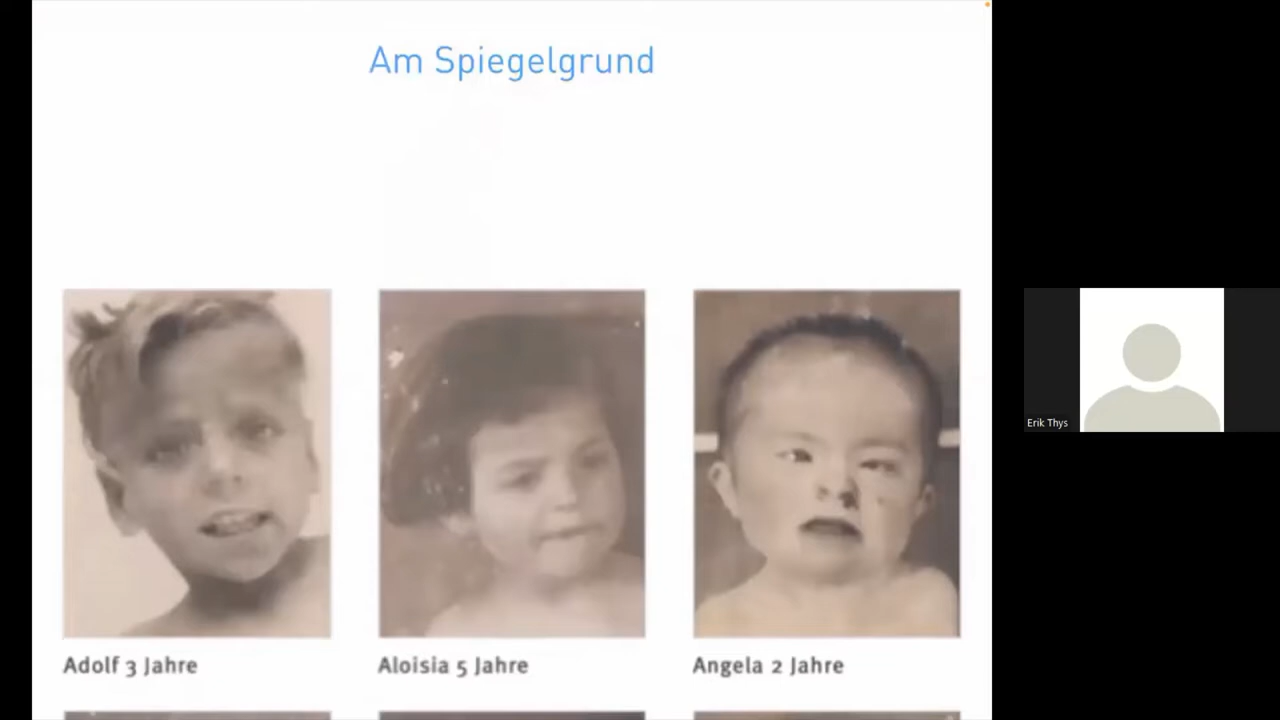 Am Spiegelgrund
Erik Thys
Adolf 3 Jahre
Aloisia 5 Jahre
Angela 2 Jahre